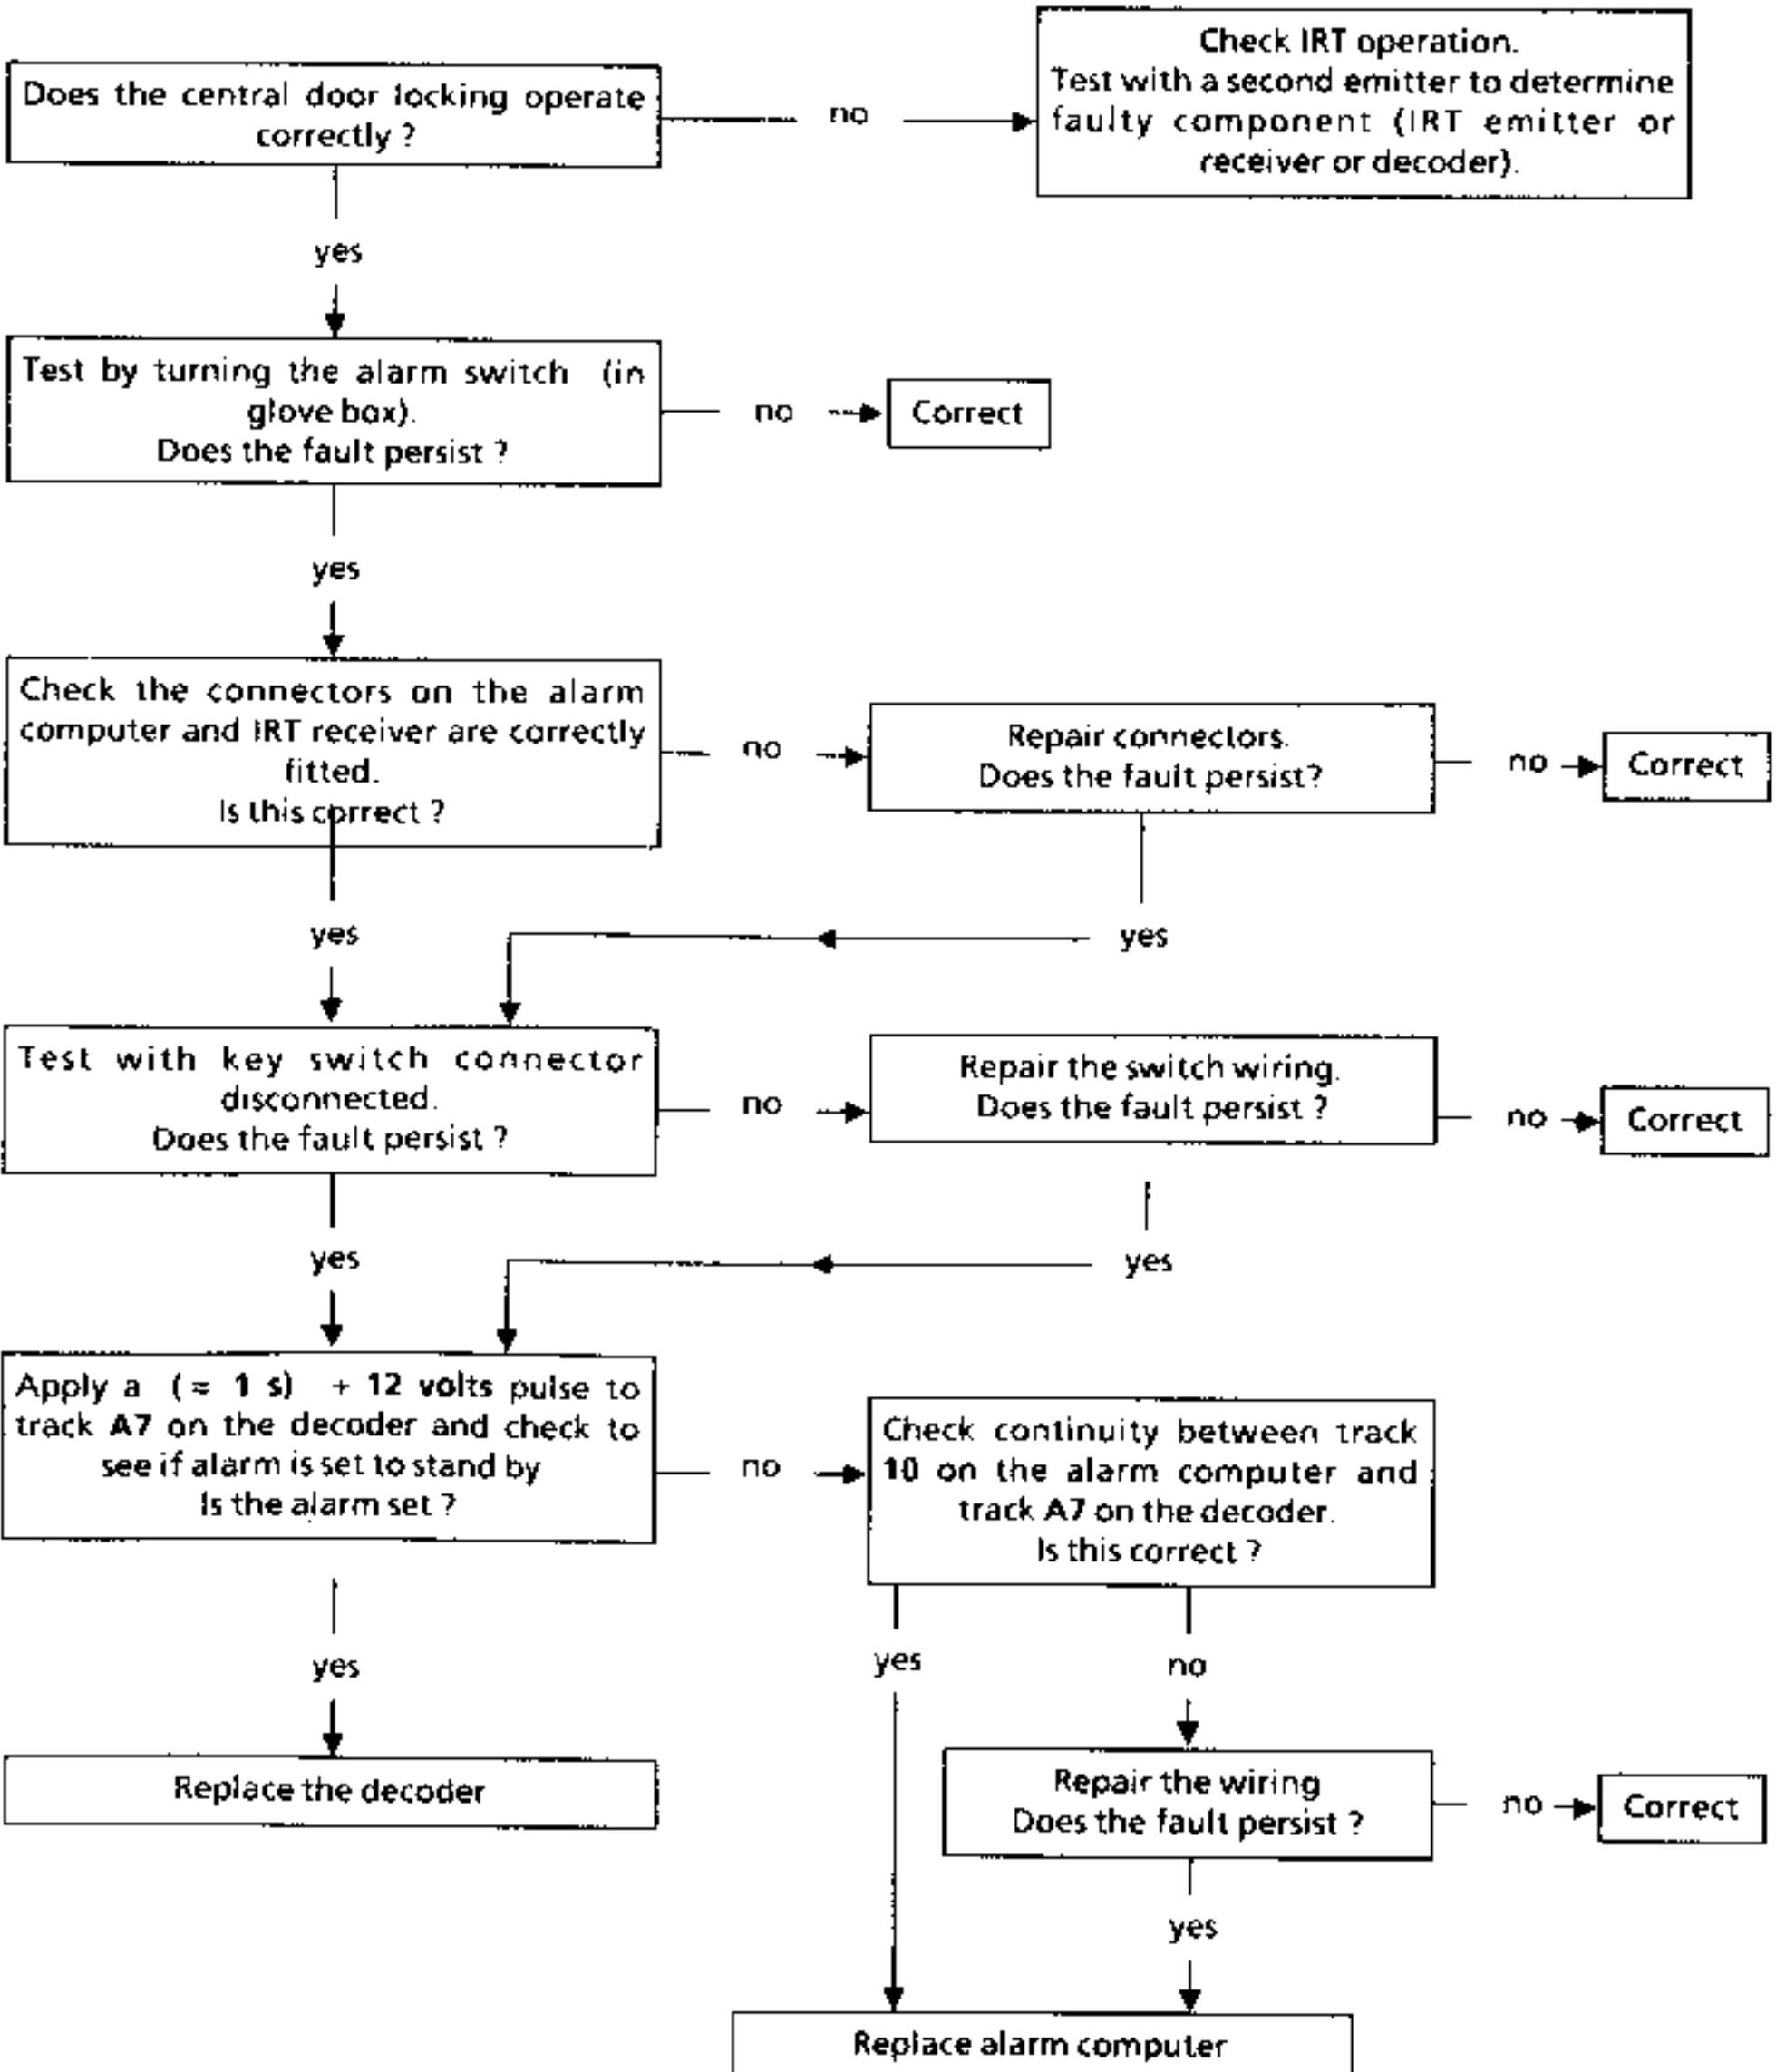 Does the central door locking operate
correctly ?
no
Check IRT operation.
Test with a second emitter to determine
faulty component (IRT emitter or
receiver or decoder).
yes
Test by turning the alarm switch (in
glove box).
Does the fault persist ?
no
Correct
yes
Check the connectors on the alarm
computer and IRT receiver are correctly
fitted.
Is this correct ?
no
Repair connectors.
Does the fault persist?
no
Correct
yes
yes
Test with key switch connector
disconnected.
Does the fault persist ?
no
Repair the switch wiring.
Does the fault persist ?
no
Correct
yes
yes
Apply a (≈ 1 s) + 12 volts pulse to
track A7 on the decoder and check to
see if alarm is set to stand by
Is the alarm set ?
no
Check continuity between track
10 on the alarm computer and
track A7 on the decoder.
Is this correct ?
yes
yes
no
Replace the decoder
Repair the wiring
Does the fault persist ?
no
Correct
yes
Replace alarm computer